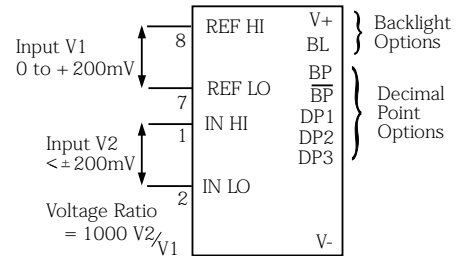 REF HI
8
Input V1
0 to + 200mV
REF LO
7
IN HI
1
Input V2
<±200mV
IN LO
2
Voltage Ratio
= 1000 V2/V1
V+
BL
Backlight
Options
BP
B̅P̅
DP1
DP2
DP3
Decimal
Point
Options
V-